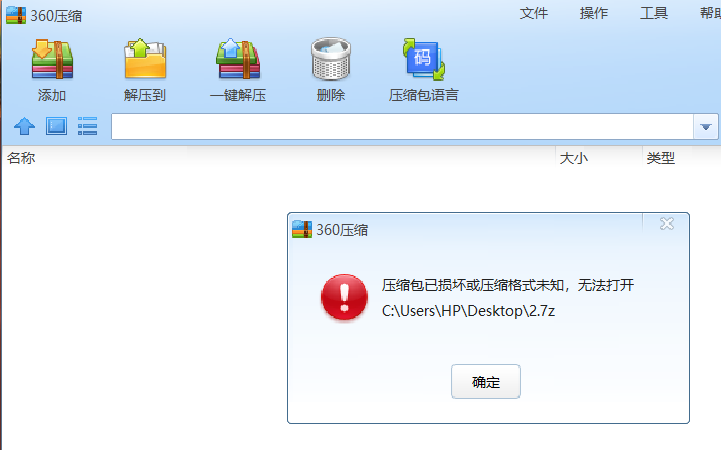 360压缩
文件 操作 工具 帮助
添加 解压到 一键解压 删除 压缩包语言
码
名称 大小 类型
360压缩
压缩包已损坏或压缩格式未知，无法打开
C:\Users\HP\Desktop\2.7z
确定